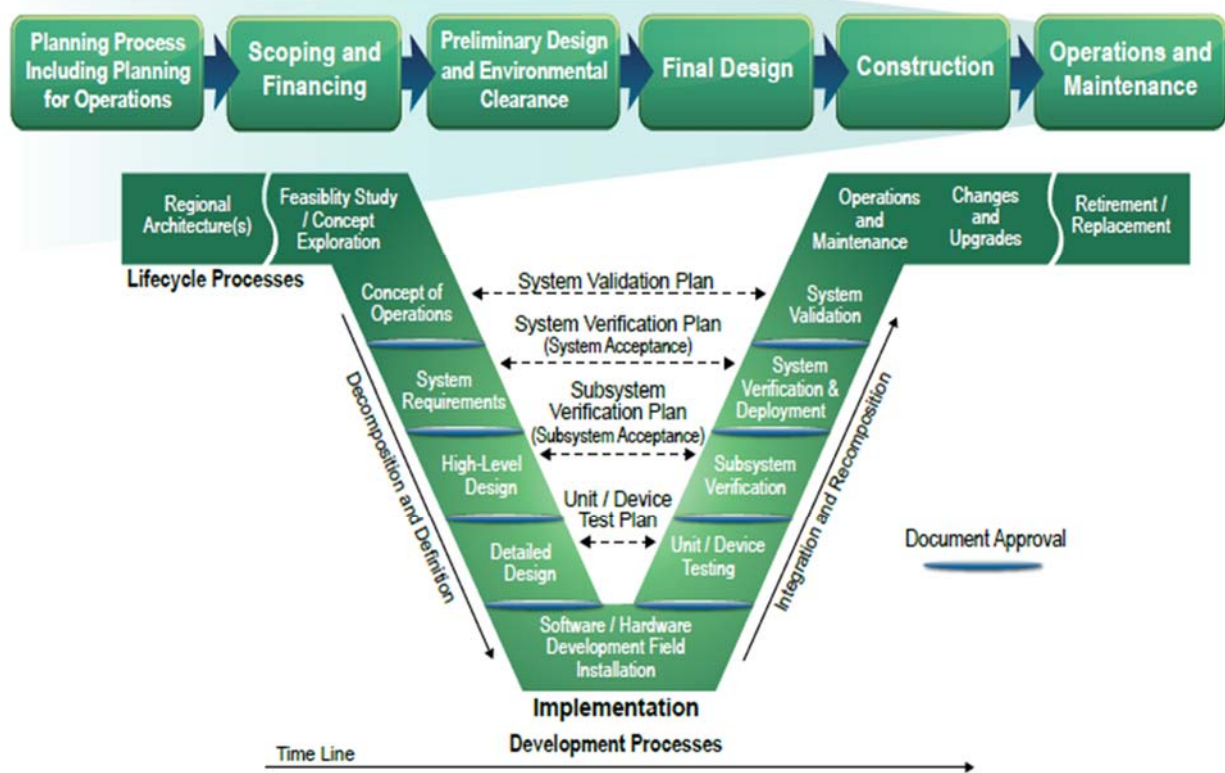 Planning Process
Including Planning
for Operations
Scoping and
Financing
Preliminary Design
and Environmental
Clearance
Final Design
Construction
Operations and
Maintenance
Regional
Architecture(s)
Feasiblity Study
/ Concept
Exploration
Operations
and
Maintenance
Changes
and
Upgrades
Retirement /
Replacement
Lifecycle Processes
Concept of
Operations
System Validation Plan
System
Validation
System Verification Plan
(System Acceptance)
System
Requirements
System
Verification &
Deployment
Subsystem
Verification Plan
(Subsystem Acceptance)
High-Level
Design
Subsystem
Verification
Unit / Device
Test Plan
Detailed
Design
Unit / Device
Testing
Decomposition and Definition
Integration and Recomposition
Document Approval
Software / Hardware
Development Field
Installation
Implementation
Development Processes
Time Line